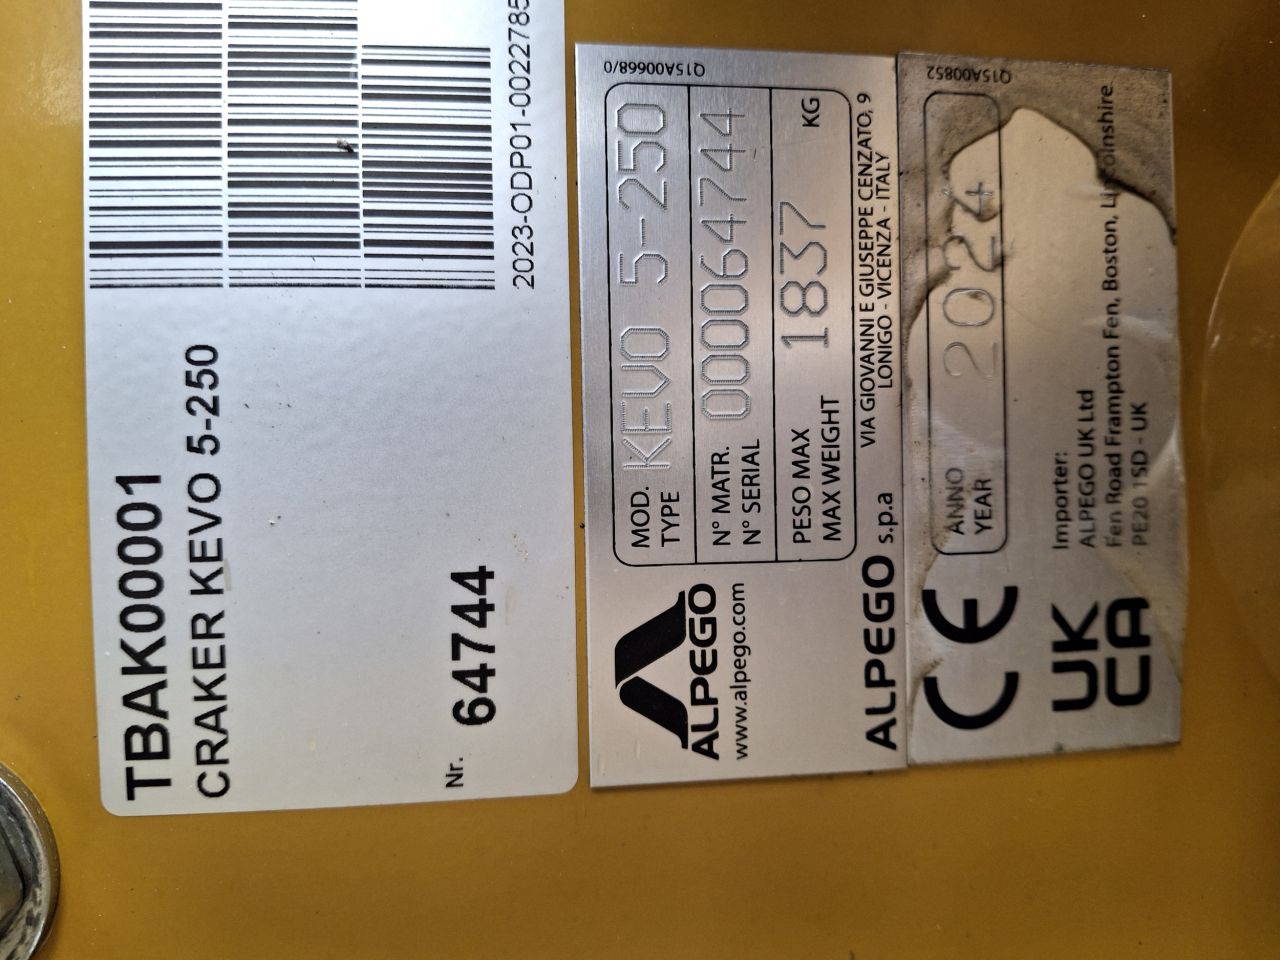 TBAK0001
CRAKER KEVO 5-250
Nr. 64744
2023-ODP01-0022785
Q15A00668/0
ALPEGO
www.alpego.com
MOD. KEVO 5-250
TYPE
N° MATR. 00064744
N° SERIAL
PESO MAX 1837 KG
MAX WEIGHT
ALPEGO s.p.a
VIA GIOVANNI E GIUSEPPE CENZATO, 9
LONIGO - VICENZA - ITALY
Q15A00852
CE
ANNO 2024
YEAR
UK
CA
Importer:
ALPEGO UK Ltd
Fen Road Frampton Fen, Boston, Lincolnshire.
PE20 1SD - UK